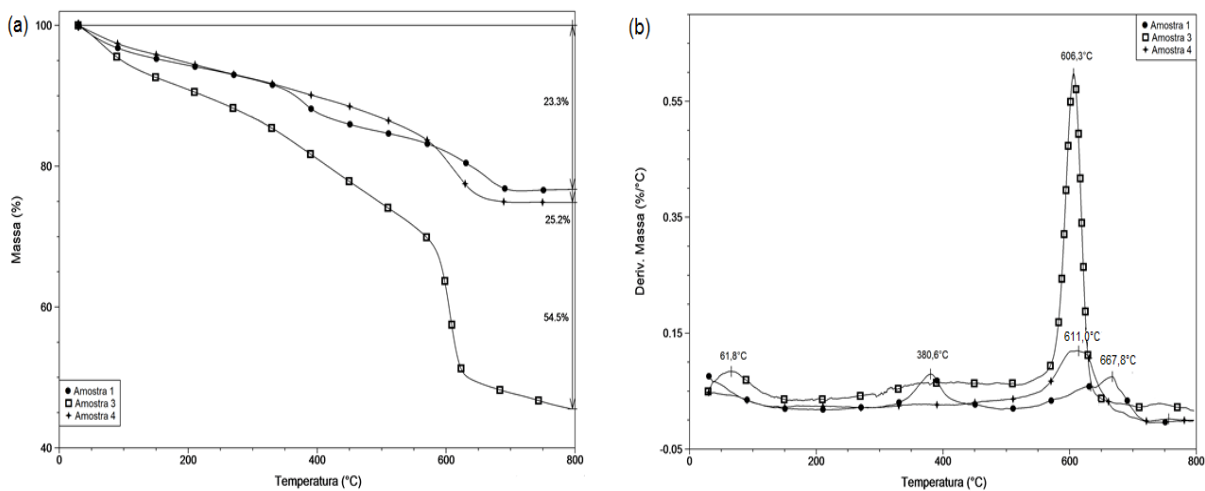 (a)
100
80
60
40
0
200
400
600
800
Massa (%)
Temperatura (°C)
23.3%
25.2%
54.5%
Amostra 1
Amostra 3
Amostra 4
(b)
Amostra 1
Amostra 3
Amostra 4
606,3°C
611,0°C
667,8°C
61,8°C
380,6°C
0.55
0.35
0.15
-0.05
0
200
400
600
800
Deriv. Massa (%/°C)
Temperatura (°C)